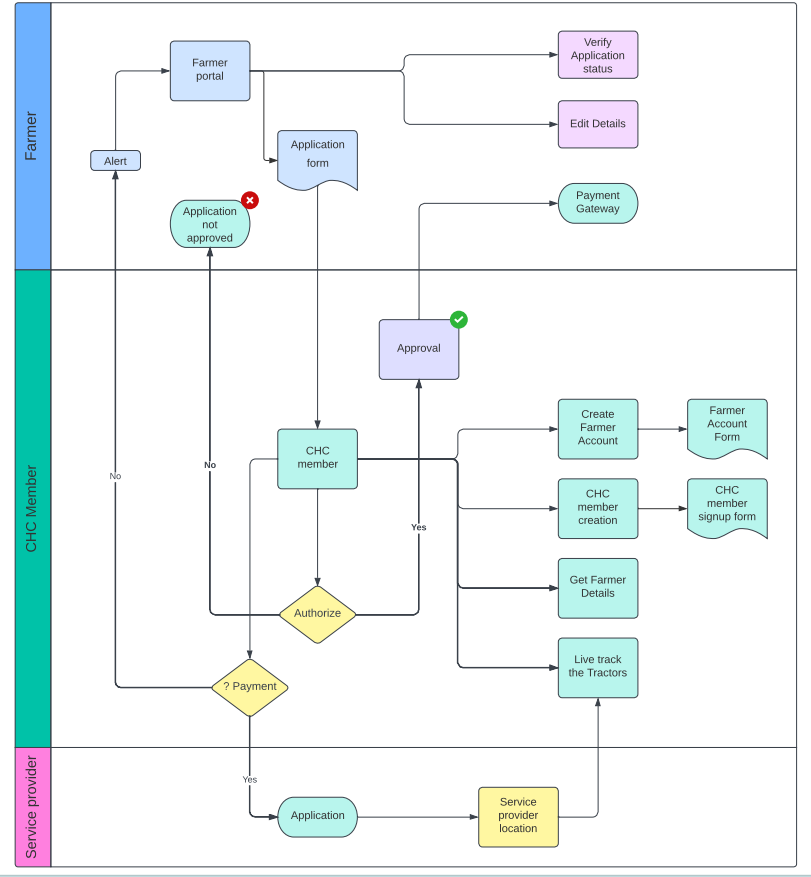 Farmer
Farmer
portal
Verify
Application
status
Edit Details
Application
form
Alert
Application
not
approved
Payment
Gateway
CHC Member
Approval
Create
Farmer
Account
Farmer
Account
Form
CHC
member
No
No
CHC
member
creation
CHC
member
signup form
Yes
Get Farmer
Details
Authorize
Live track
the Tractors
? Payment
Service provider
Yes
Application
Service
provider
location